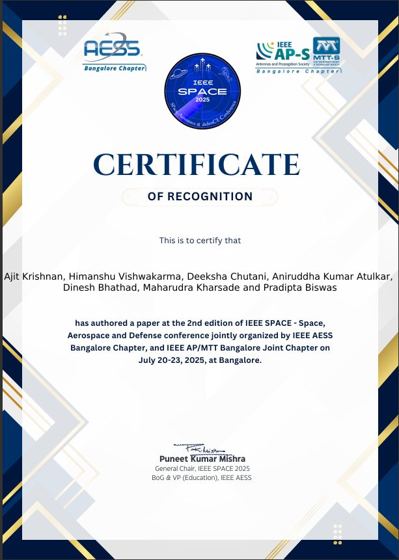 AESS
Bangalore Chapter
IEEE
SPACE
2025
IEEE
AP-S
Antennas and Propagation Society
MTT-S
Bangalore Chapter
CERTIFICATE
OF RECOGNITION
This is to certify that
Ajit Krishnan, Himanshu Vishwakarma, Deeksha Chutani, Aniruddha Kumar Atulkar,
Dinesh Bhathad, Maharudra Kharsade and Pradipta Biswas
has authored a paper at the 2nd edition of IEEE SPACE - Space,
Aerospace and Defense conference jointly organized by IEEE AESS
Bangalore Chapter, and IEEE AP/MTT Bangalore Joint Chapter on
July 20-23, 2025, at Bangalore.
Puneet Kumar Mishra
General Chair, IEEE SPACE 2025
BoG & VP (Education), IEEE AESS